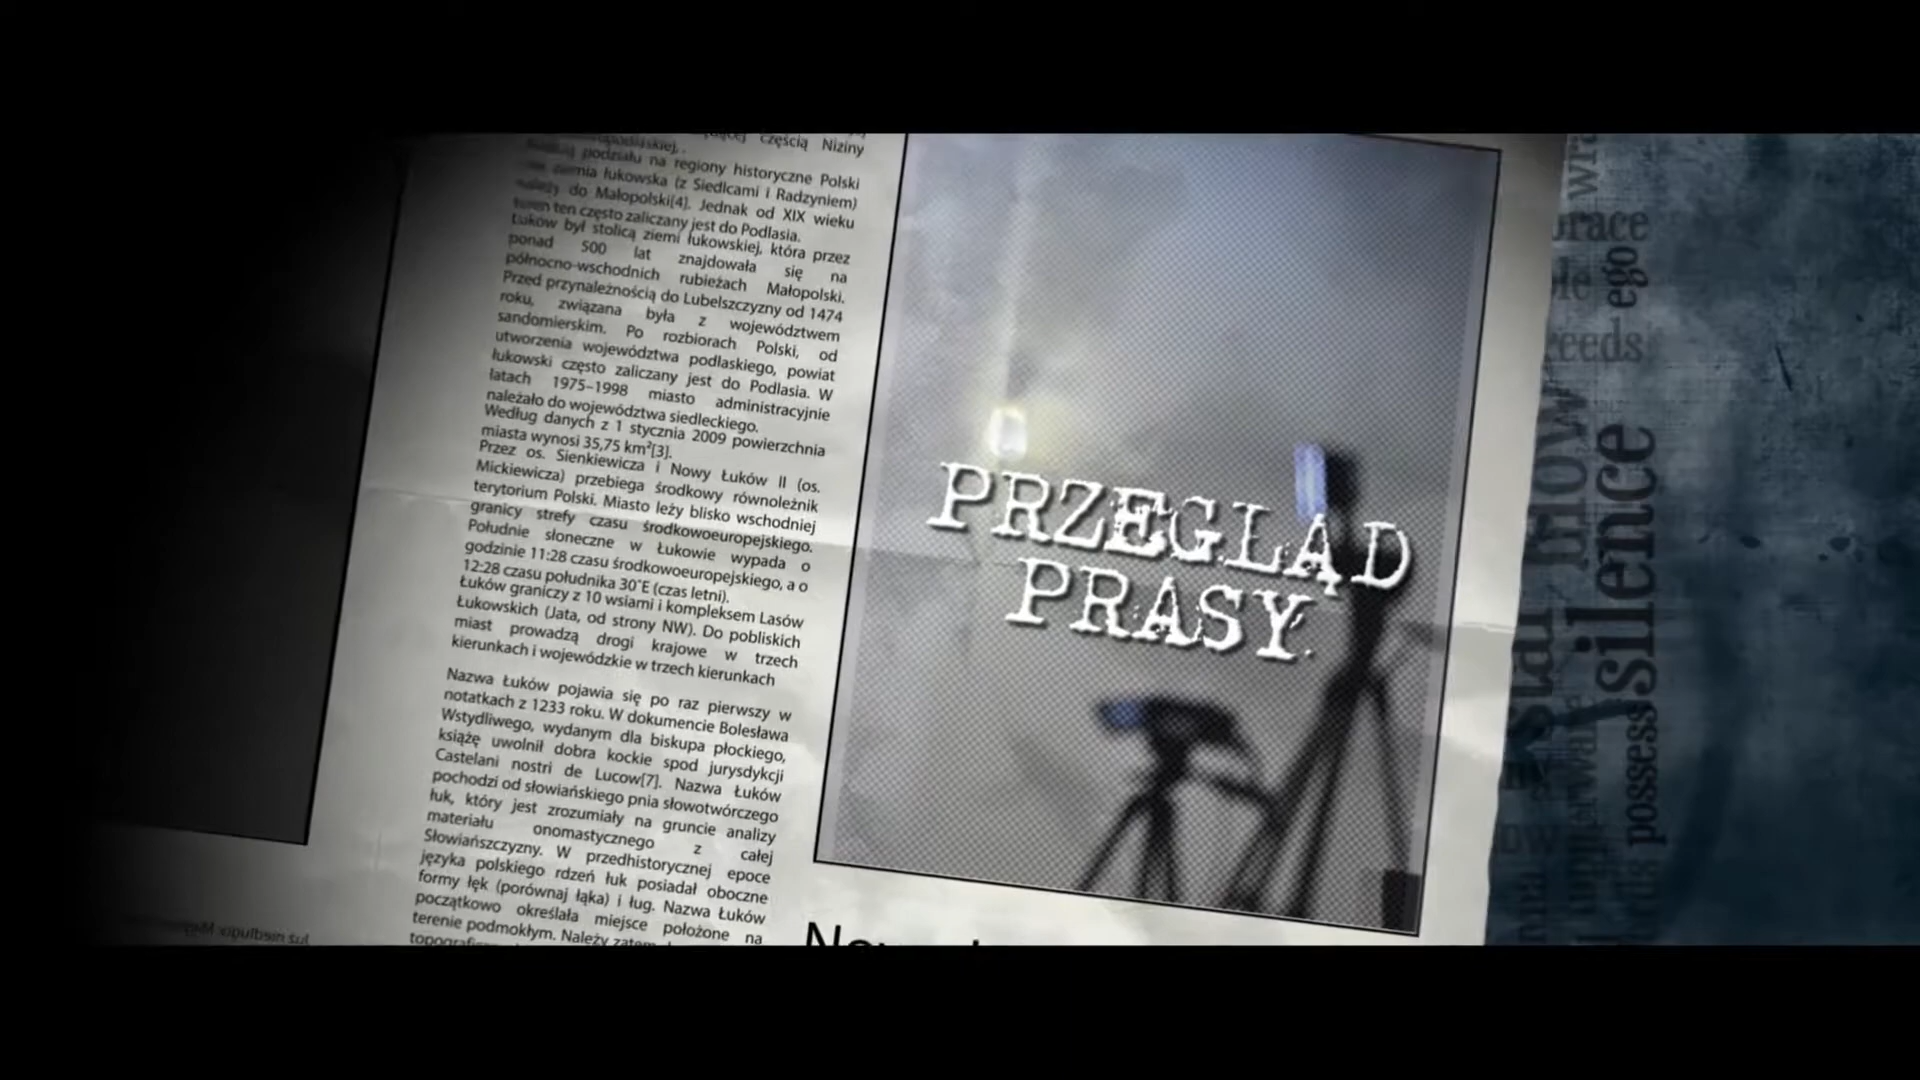 częścią Niziny
podziału na regiony historyczne Polski
ziemia łukowska (z Siedlcami i Radzyniem)
należy do Małopolski[4]. Jednak od XIX wieku
teren ten często zaliczany jest do Podlasia.
Łuków był stolicą ziemi łukowskiej, która przez
ponad 500 lat znajdowała się na
północno-wschodnich rubieżach Małopolski.
Przed przynależnością do Lubelszczyzny od 1474
roku, związana była z województwem
sandomierskim. Po rozbiorach Polski, od
utworzenia województwa podlaskiego, powiat
łukowski często zaliczany jest do Podlasia. W
latach 1975–1998 miasto administracyjnie
należało do województwa siedleckiego.
Według danych z 1 stycznia 2009 powierzchnia
miasta wynosi 35,75 km²[3].
Przez os. Sienkiewicza i Nowy Łuków II (os.
Mickiewicza) przebiega środkowy równoleżnik
terytorium Polski. Miasto leży blisko wschodniej
granicy strefy czasu środkowoeuropejskiego.
Południe słoneczne w Łukowie wypada o
godzinie 11:28 czasu środkowoeuropejskiego, a o
12:28 czasu południka 30°E (czas letni).
Łuków graniczy z 10 wsiami i kompleksem Lasów
Łukowskich (Jata, od strony NW). Do pobliskich
miast prowadzą drogi krajowe w trzech
kierunkach i wojewódzkie w trzech kierunkach
Nazwa Łuków pojawia się po raz pierwszy w
notatkach z 1233 roku. W dokumencie Bolesława
Wstydliwego, wydanym dla biskupa płockiego,
książę uwolnił dobra kockie spod jurysdykcji
Castelani nostri de Lucow[7]. Nazwa Łuków
pochodzi od słowiańskiego pnia słowotwórczego
łuk, który jest zrozumiały na gruncie analizy
materiału onomastycznego z całej
Słowiańszczyzny. W przedhistorycznej epoce
języka polskiego rdzeń łuk posiadał oboczne
formy łęk (porównaj łąka) i ług. Nazwa Łuków
początkowo określała miejsce położone na
terenie podmokłym. Należy zatem
PRZEGLĄD
PRASY.
ego
silence
possess